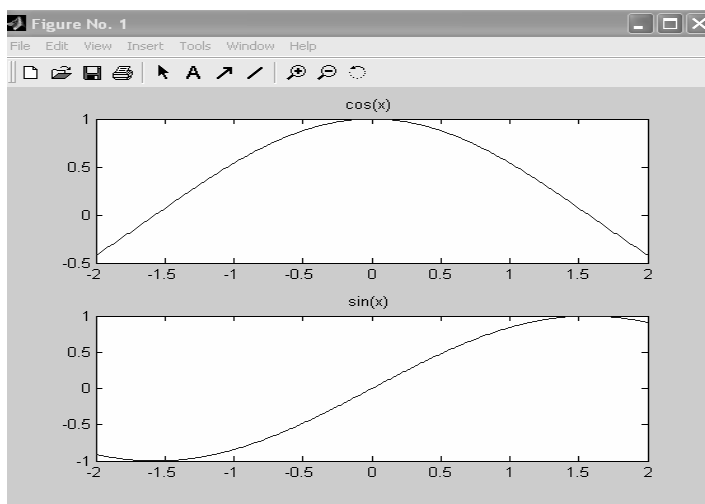 Figure No. 1
File Edit View Insert Tools Window Help
A
cos(x)
1
0.5
0
-0.5
-2 -1.5 -1 -0.5 0 0.5 1 1.5 2
sin(x)
1
0.5
0
-0.5
-1
-2 -1.5 -1 -0.5 0 0.5 1 1.5 2